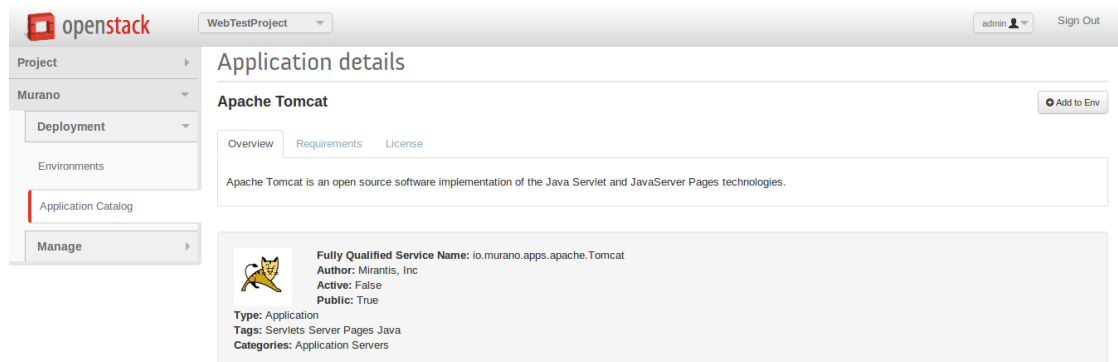 openstack
WebTestProject
admin
Sign Out
Project
Murano
Deployment
Environments
Application Catalog
Manage
Application details
Apache Tomcat
Add to Env
Overview Requirements License
Apache Tomcat is an open source software implementation of the Java Servlet and JavaServer Pages technologies.
Fully Qualified Service Name: io.murano.apps.apache.Tomcat
Author: Mirantis, Inc
Active: False
Public: True
Type: Application
Tags: Servlets Server Pages Java
Categories: Application Servers